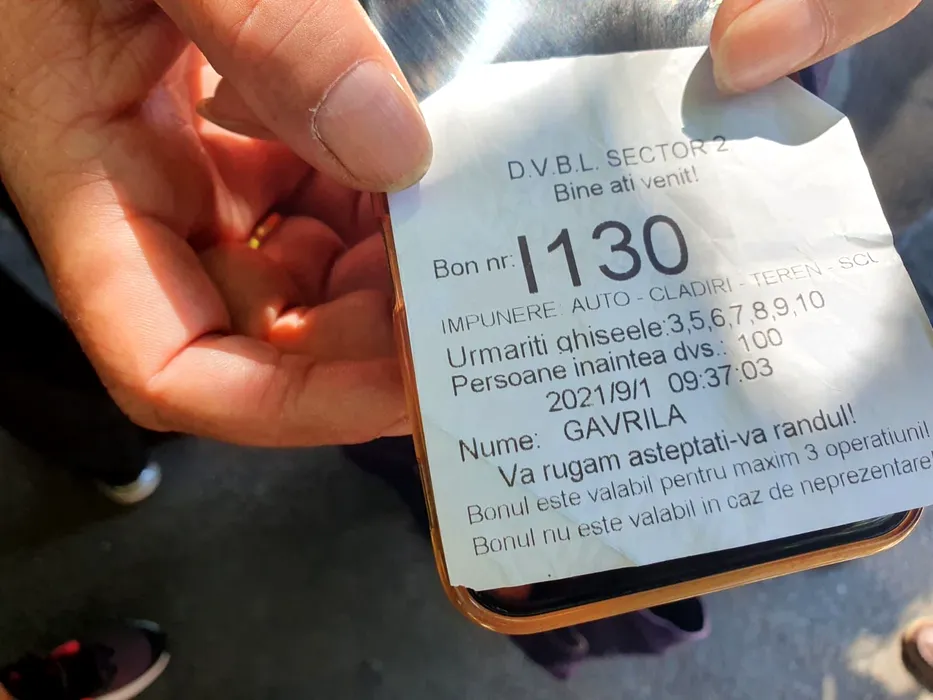 D.V.B.L. SECTOR 2
Bine ati venit!
Bon nr: I130
IMPUNERE: AUTO - CLADIRI - TEREN - SCU
Urmariti ghiseele:3,5,6,7,8,9,10
Persoane inaintea dvs.: 100
2021/9/1 09:37:03
Nume: GAVRILA
Va rugam asteptati-va randul!
Bonul este valabil pentru maxim 3 operatiuni.
Bonul nu este valabil in caz de neprezentare!